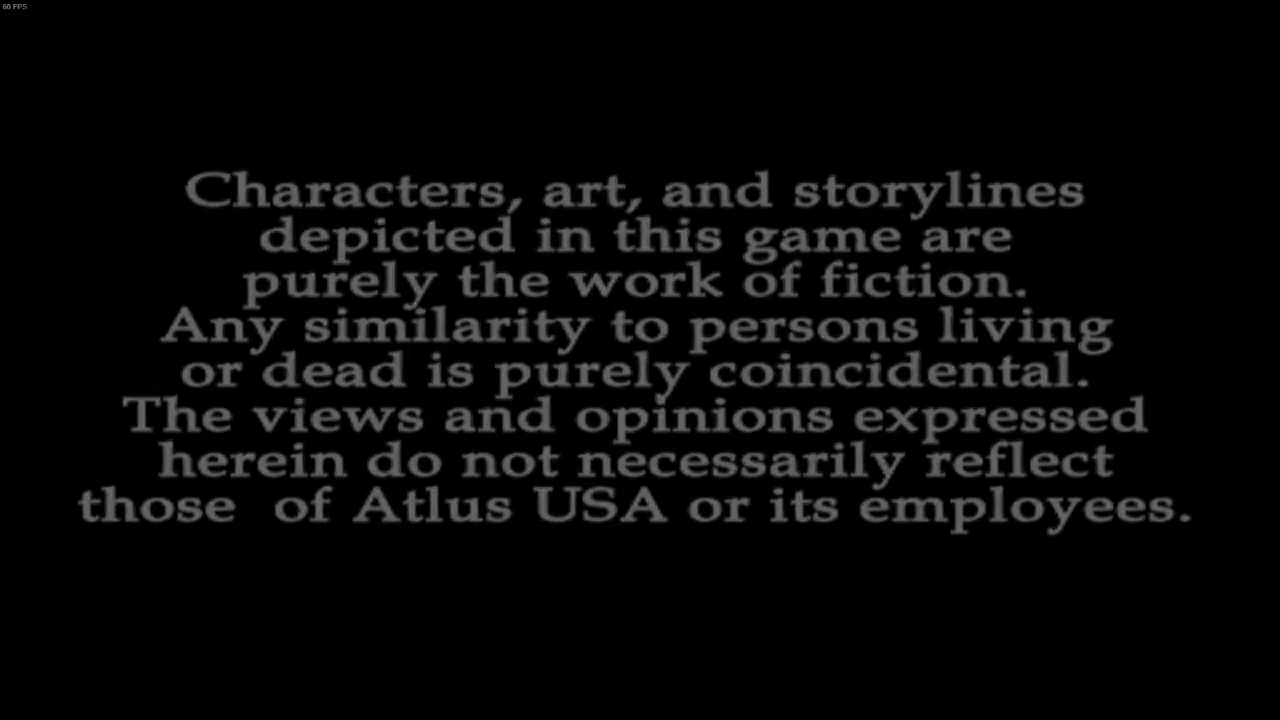 60 FPS
Characters, art, and storylines
depicted in this game are
purely the work of fiction.
Any similarity to persons living
or dead is purely coincidental.
The views and opinions expressed
herein do not necessarily reflect
those  of Atlus USA or its employees.